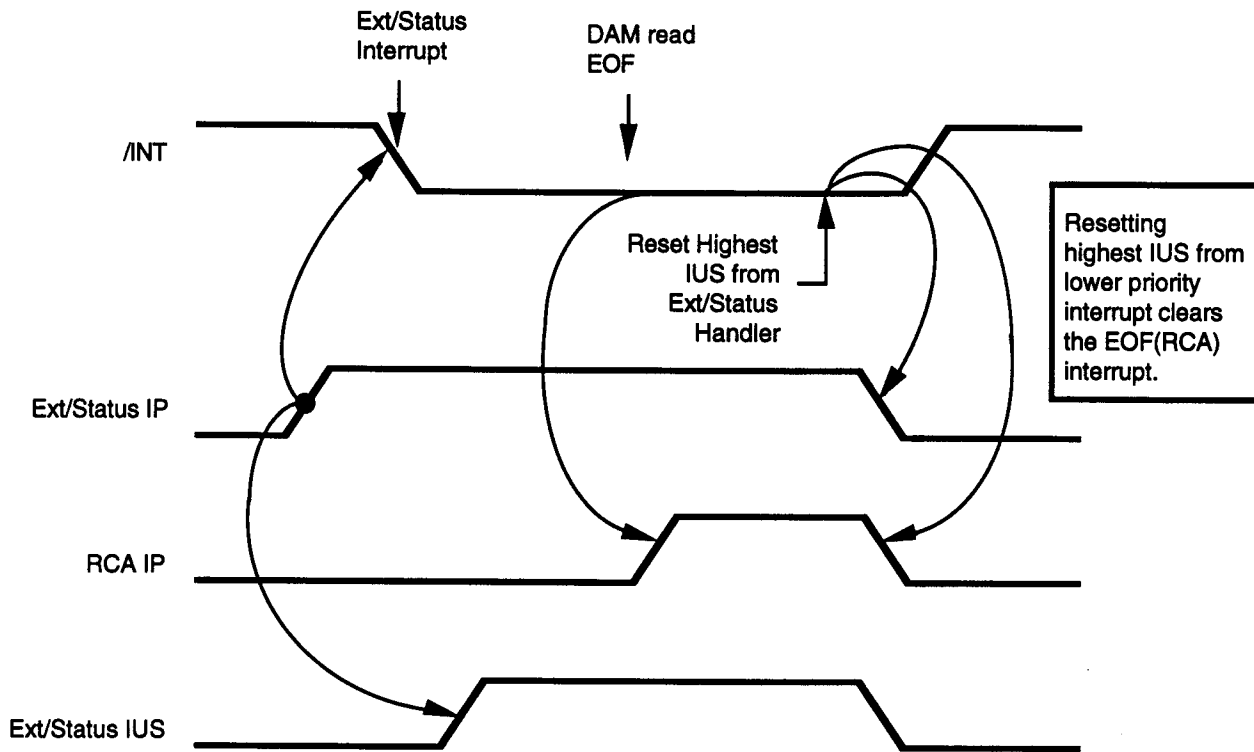 Ext/Status
Interrupt
DAM read
EOF
/INT
Reset Highest
IUS from
Ext/Status
Handler
Resetting
highest IUS from
lower priority
interrupt clears
the EOF(RCA)
interrupt.
Ext/Status IP
RCA IP
Ext/Status IUS